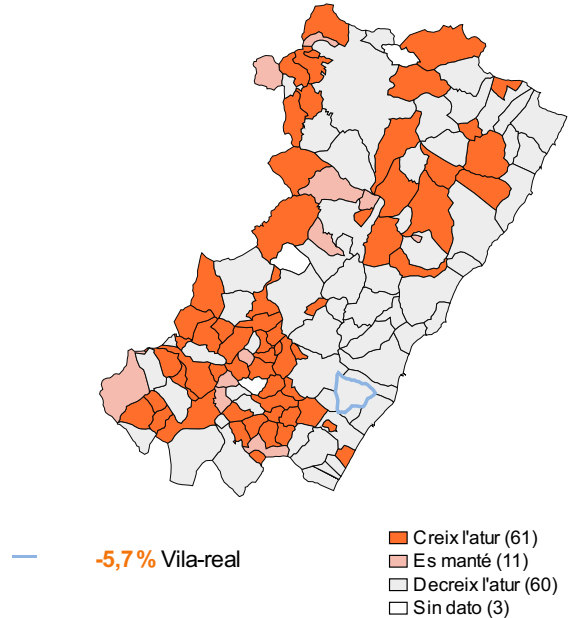 -5,7% Vila-real
Creix l'atur (61)
Es manté (11)
Decreix l'atur (60)
Sin dato (3)